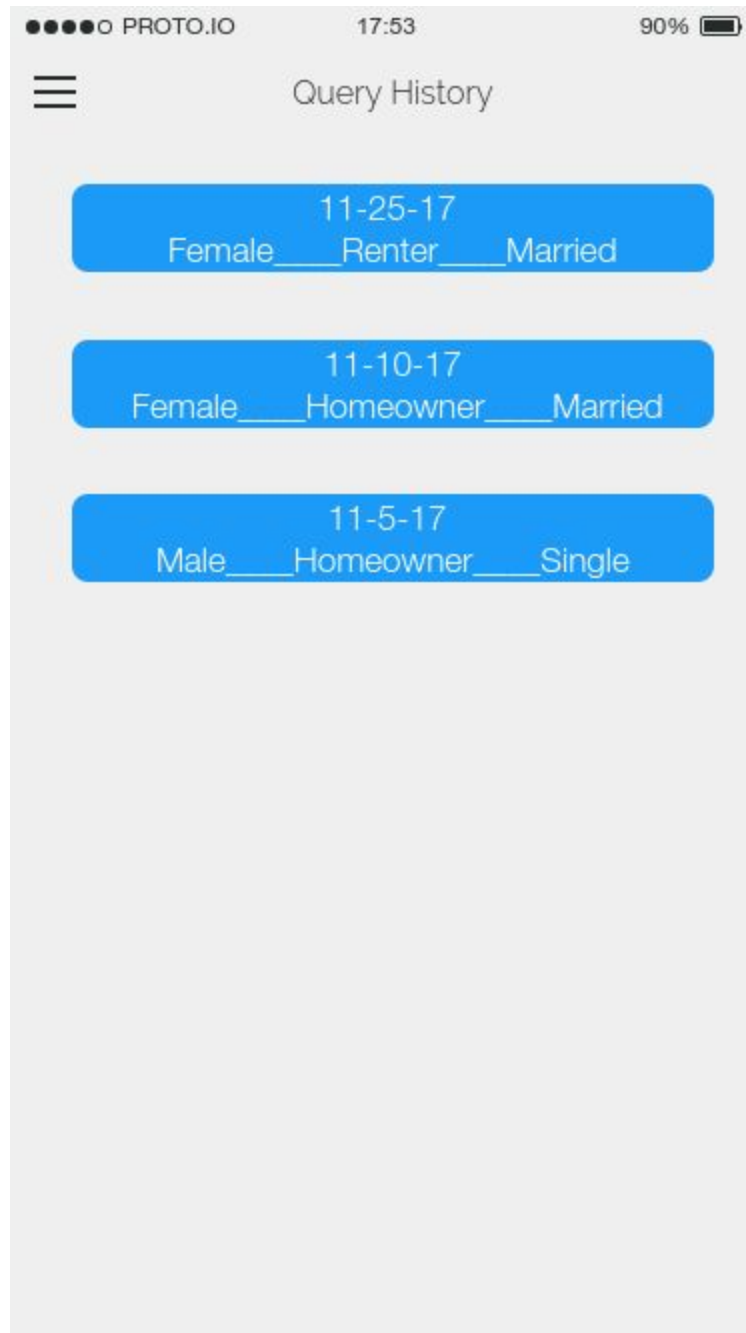 PROTO.IO 17:53 90%
Query History
11-25-17
Female____Renter____Married
11-10-17
Female____Homeowner____Married
11-5-17
Male____Homeowner____Single